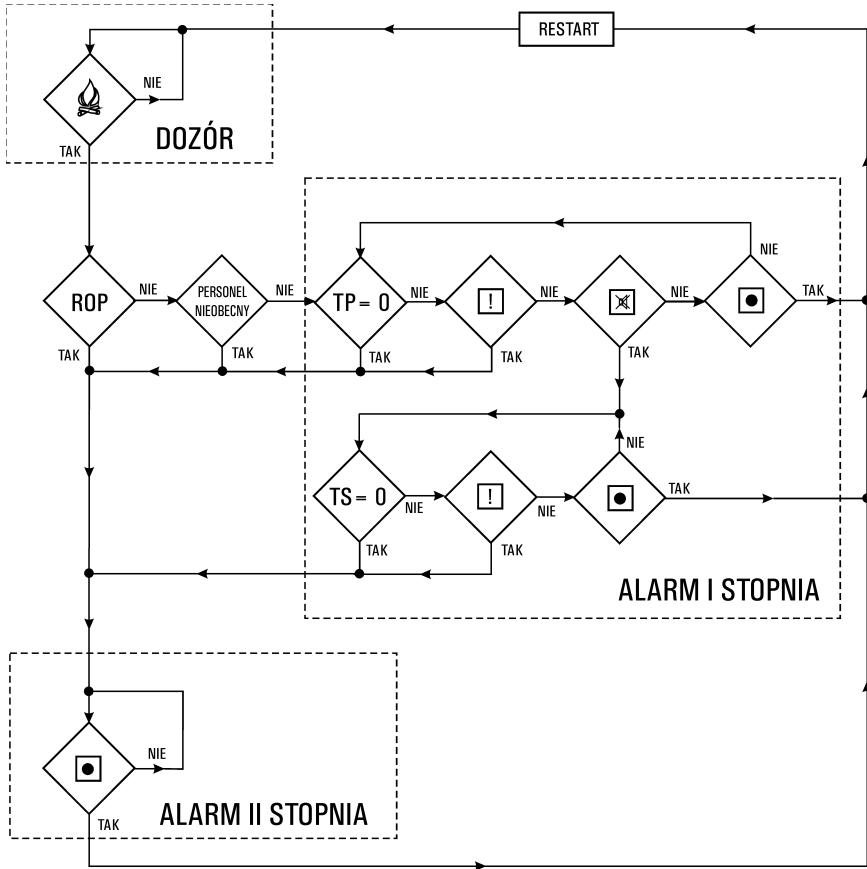 RESTART
NIE
DOZÓR
TAK
NIE
ROP
NIE
PERSONEL
NIEOBECNY
NIE
TP = 0
NIE
!
NIE
NIE
TAK
TAK
TAK
TAK
TAK
TAK
NIE
TS = 0
NIE
!
NIE
TAK
TAK
TAK
ALARM I STOPNIA
NIE
ALARM II STOPNIA
TAK